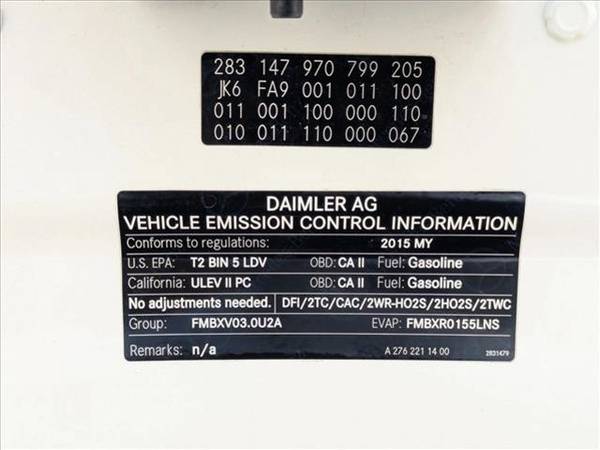 283 147 970 799 205
JK6 FA9 001 011 100
011 001 100 000 110
010 011 110 000 067
DAIMLER AG
VEHICLE EMISSION CONTROL INFORMATION
Conforms to regulations: 2015 MY
U.S. EPA: T2 BIN 5 LDV OBD: CA II Fuel: Gasoline
California: ULEV II PC OBD: CA II Fuel: Gasoline
No adjustments needed. DFI/2TC/CAC/2WR-HO2S/2HO2S/2TWC
Group: FMBXV03.0U2A EVAP: FMBXR0155LNS
Remarks: n/a A 276 221 14 00 2831479